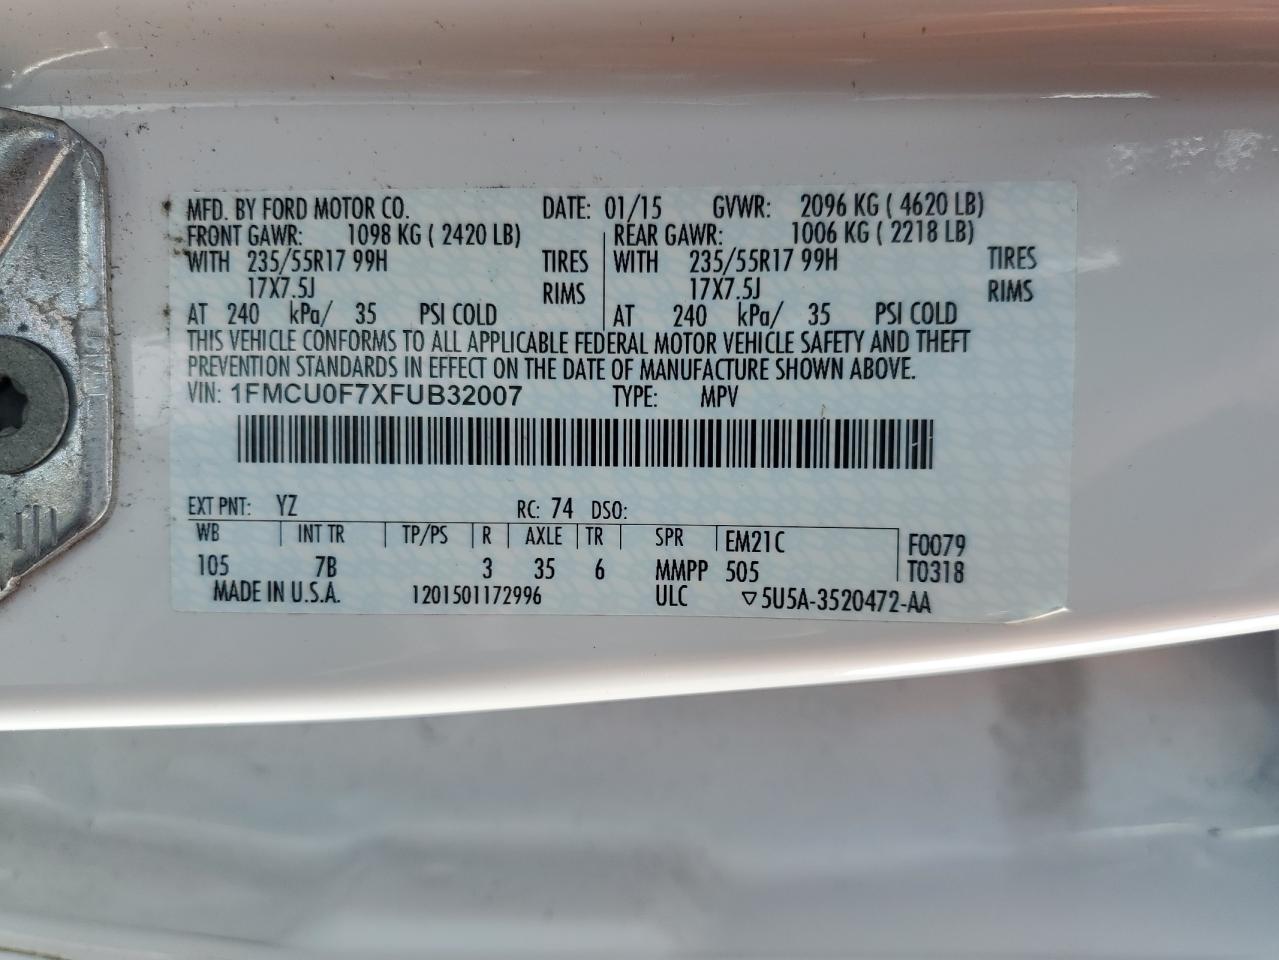 MFD. BY FORD MOTOR CO. DATE: 01/15 GVWR: 2096 KG ( 4620 LB)
FRONT GAWR: 1098 KG ( 2420 LB) REAR GAWR: 1006 KG ( 2218 LB)
WITH 235/55R17 99H TIRES WITH 235/55R17 99H TIRES
17X7.5J RIMS 17X7.5J RIMS
AT 240 kPa/ 35 PSI COLD AT 240 kPa/ 35 PSI COLD
THIS VEHICLE CONFORMS TO ALL APPLICABLE FEDERAL MOTOR VEHICLE SAFETY AND THEFT
PREVENTION STANDARDS IN EFFECT ON THE DATE OF MANUFACTURE SHOWN ABOVE.
VIN: 1FMCU0F7XFUB32007 TYPE: MPV
EXT PNT: YZ RC: 74 DSO:
WB INT TR TP/PS R AXLE TR SPR EM21C F0079
105 7B 3 35 6 MMPP 505 T0318
MADE IN U.S.A. 1201501172996 ULC ▽5U5A-3520472-AA